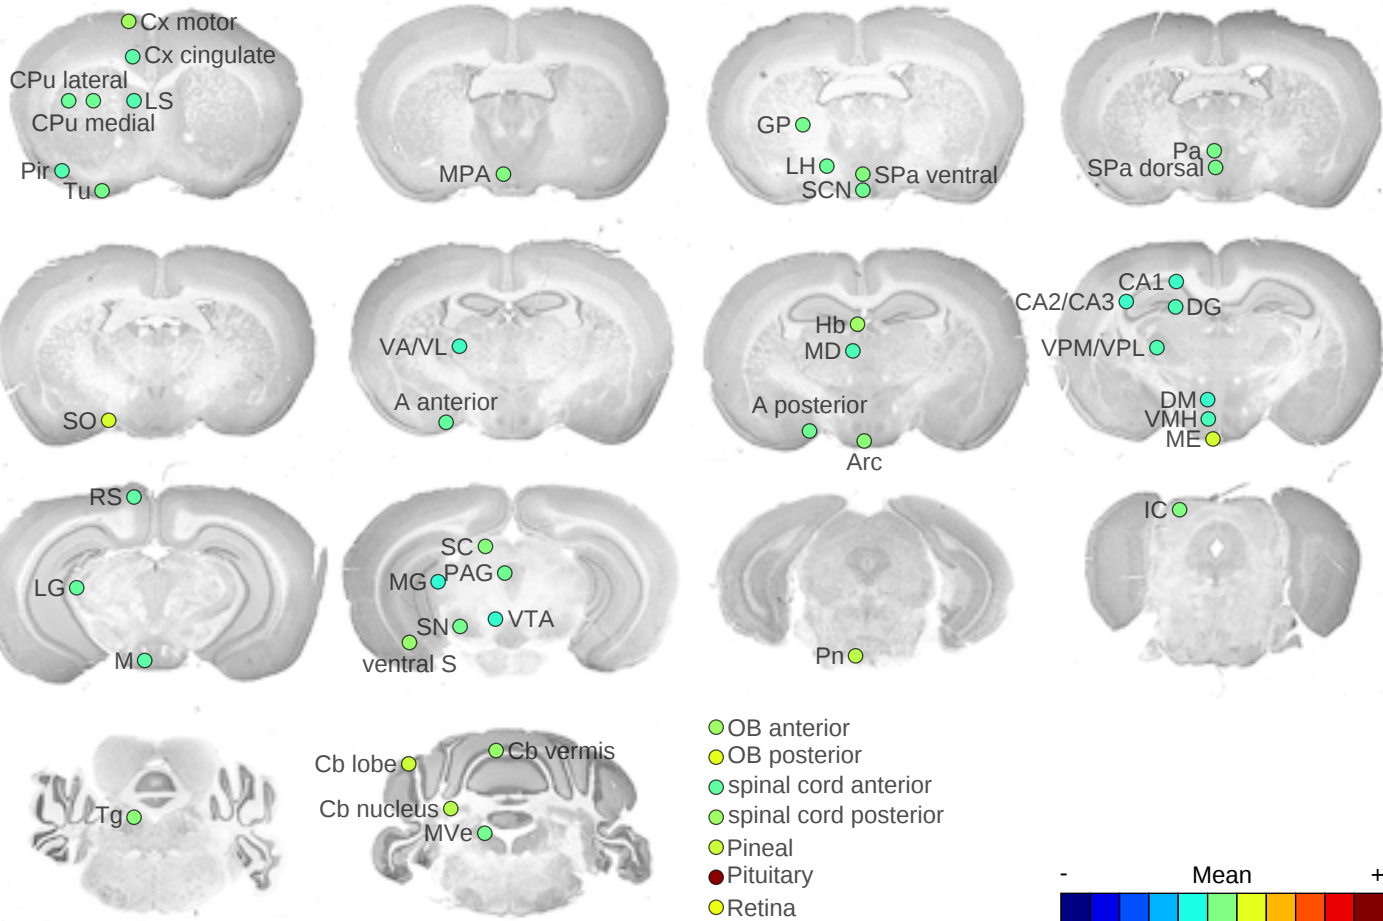 Cx motor
Cx cingulate
CPu lateral
LS
CPu medial
Pir
Tu
MPA
GP
LH
SPa ventral
SCN
Pa
SPa dorsal
SO
VA/VL
A anterior
Hb
MD
A posterior
Arc
CA1
CA2/CA3
DG
VPM/VPL
DM
VMH
ME
RS
LG
M
SC
PAG
MG
VTA
SN
ventral S
Pn
IC
Tg
Cb vermis
Cb lobe
Cb nucleus
MVe
OB anterior
OB posterior
spinal cord anterior
spinal cord posterior
Pineal
Pituitary
Retina
- Mean +